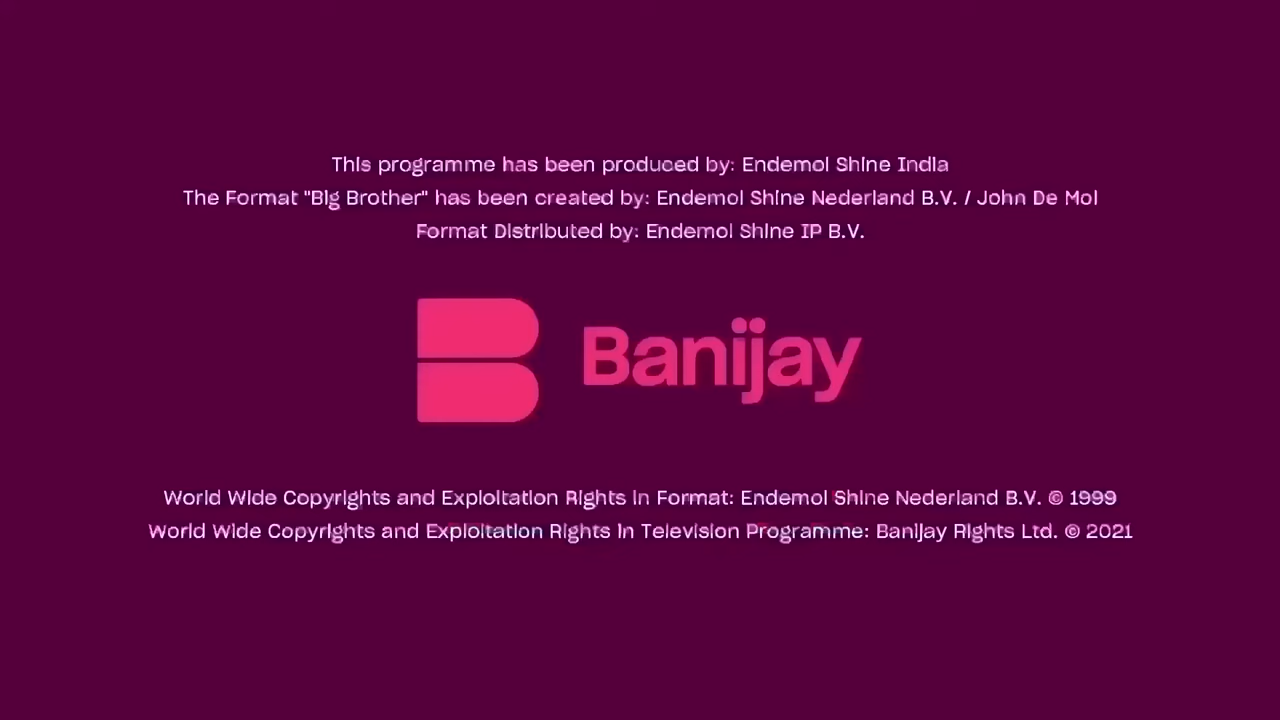 This programme has been produced by: Endemol Shine India
The Format "Big Brother" has been created by: Endemol Shine Nederland B.V. / John De Mol
Format Distributed by: Endemol Shine IP B.V.
Banijay
World Wide Copyrights and Exploitation Rights in Format: Endemol Shine Nederland B.V. © 1999
World Wide Copyrights and Exploitation Rights in Television Programme: Banijay Rights Ltd. © 2021